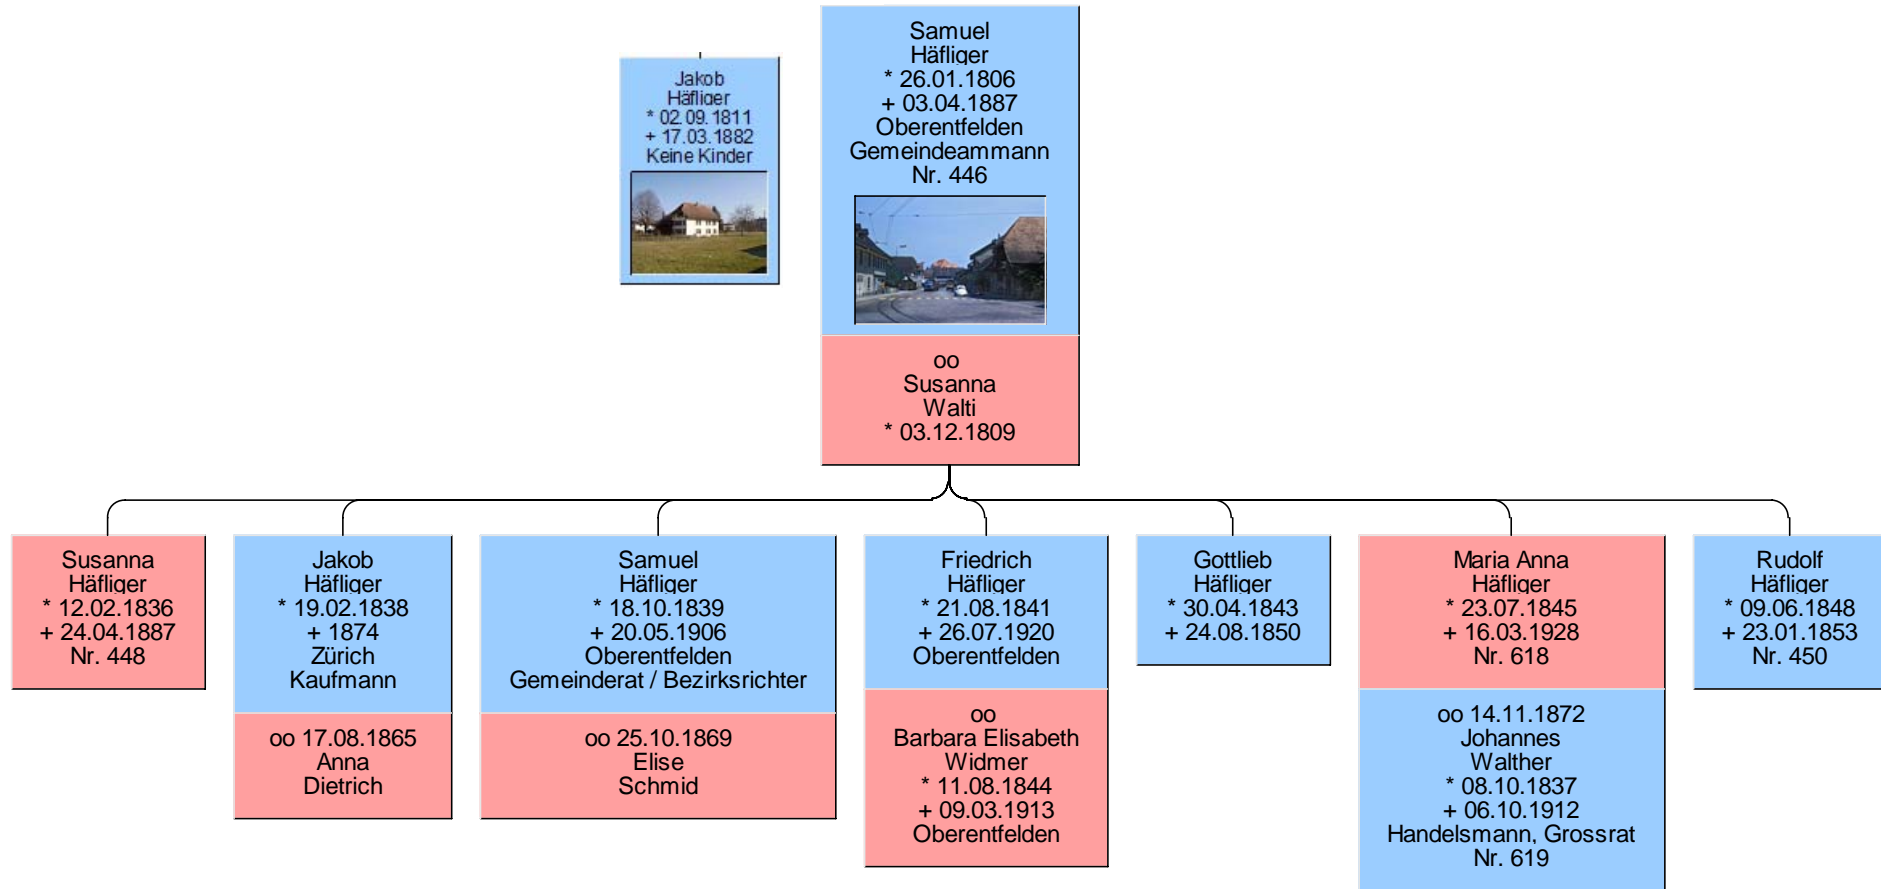 Jakob
Häfliger
* 02.09.1811
+ 17.03.1882
Keine Kinder
Samuel
Häfliger
* 26.01.1806
+ 03.04.1887
Oberentfelden
Gemeindeammann
Nr. 446
oo
Susanna
Walti
* 03.12.1809
Susanna
Häfliger
* 12.02.1836
+ 24.04.1887
Nr. 448
Jakob
Häfliger
* 19.02.1838
+ 1874
Zürich
Kaufmann
oo 17.08.1865
Anna
Dietrich
Samuel
Häfliger
* 18.10.1839
+ 20.05.1906
Oberentfelden
Gemeinderat / Bezirksrichter
oo 25.10.1869
Elise
Schmid
Friedrich
Häfliger
* 21.08.1841
+ 26.07.1920
Oberentfelden
oo
Barbara Elisabeth
Widmer
* 11.08.1844
+ 09.03.1913
Oberentfelden
Gottlieb
Häfliger
* 30.04.1843
+ 24.08.1850
Maria Anna
Häfliger
* 23.07.1845
+ 16.03.1928
Nr. 618
oo 14.11.1872
Johannes
Walther
* 08.10.1837
+ 06.10.1912
Handelsmann, Grossrat
Nr. 619
Rudolf
Häfliger
* 09.06.1848
+ 23.01.1853
Nr. 450